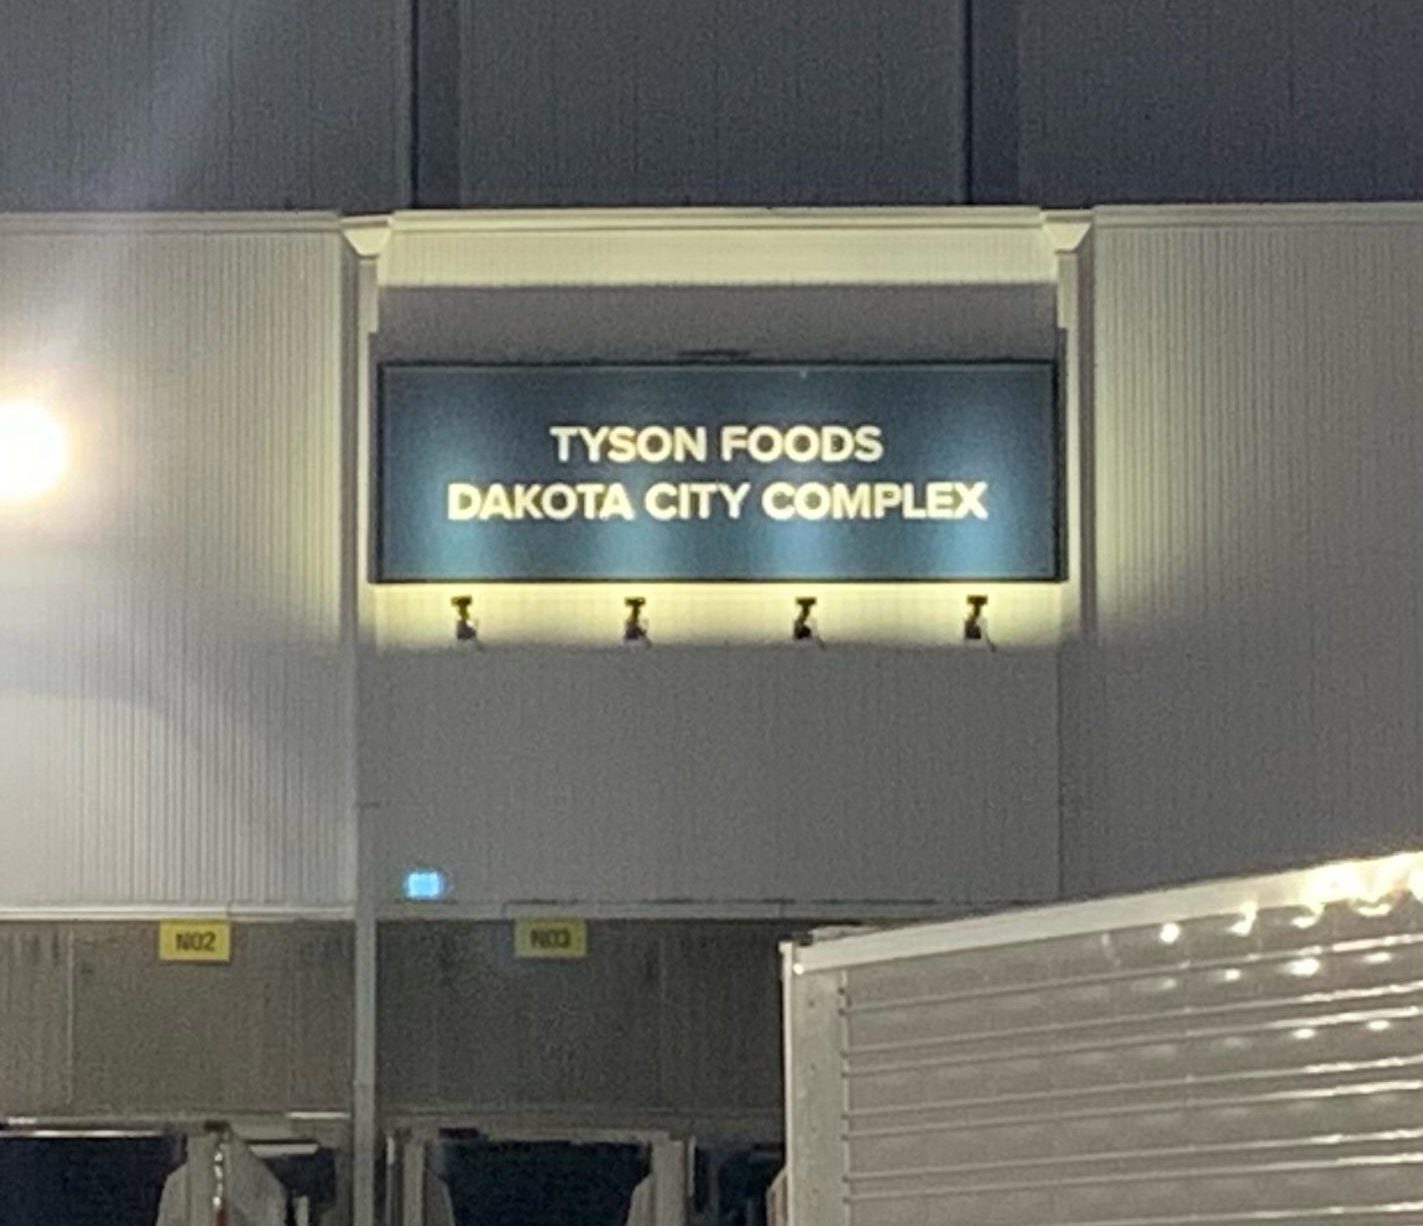 TYSON FOODS
DAKOTA CITY COMPLEX
N02
N03